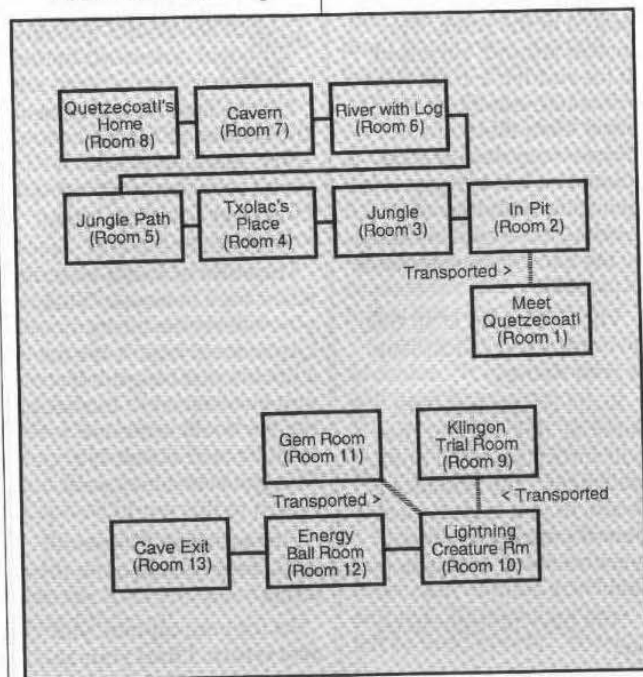 Quetzecoatl's
Home
(Room 8)
Cavern
(Room 7)
River with Log
(Room 6)
Jungle Path
(Room 5)
Txolac's
Place
(Room 4)
Jungle
(Room 3)
In Pit
(Room 2)
Transported >
Meet
Quetzecoatl
(Room 1)
Gem Room
(Room 11)
Klingon
Trial Room
(Room 9)
Transported >
< Transported
Cave Exit
(Room 13)
Energy
Ball Room
(Room 12)
Lightning
Creature Rm
(Room 10)